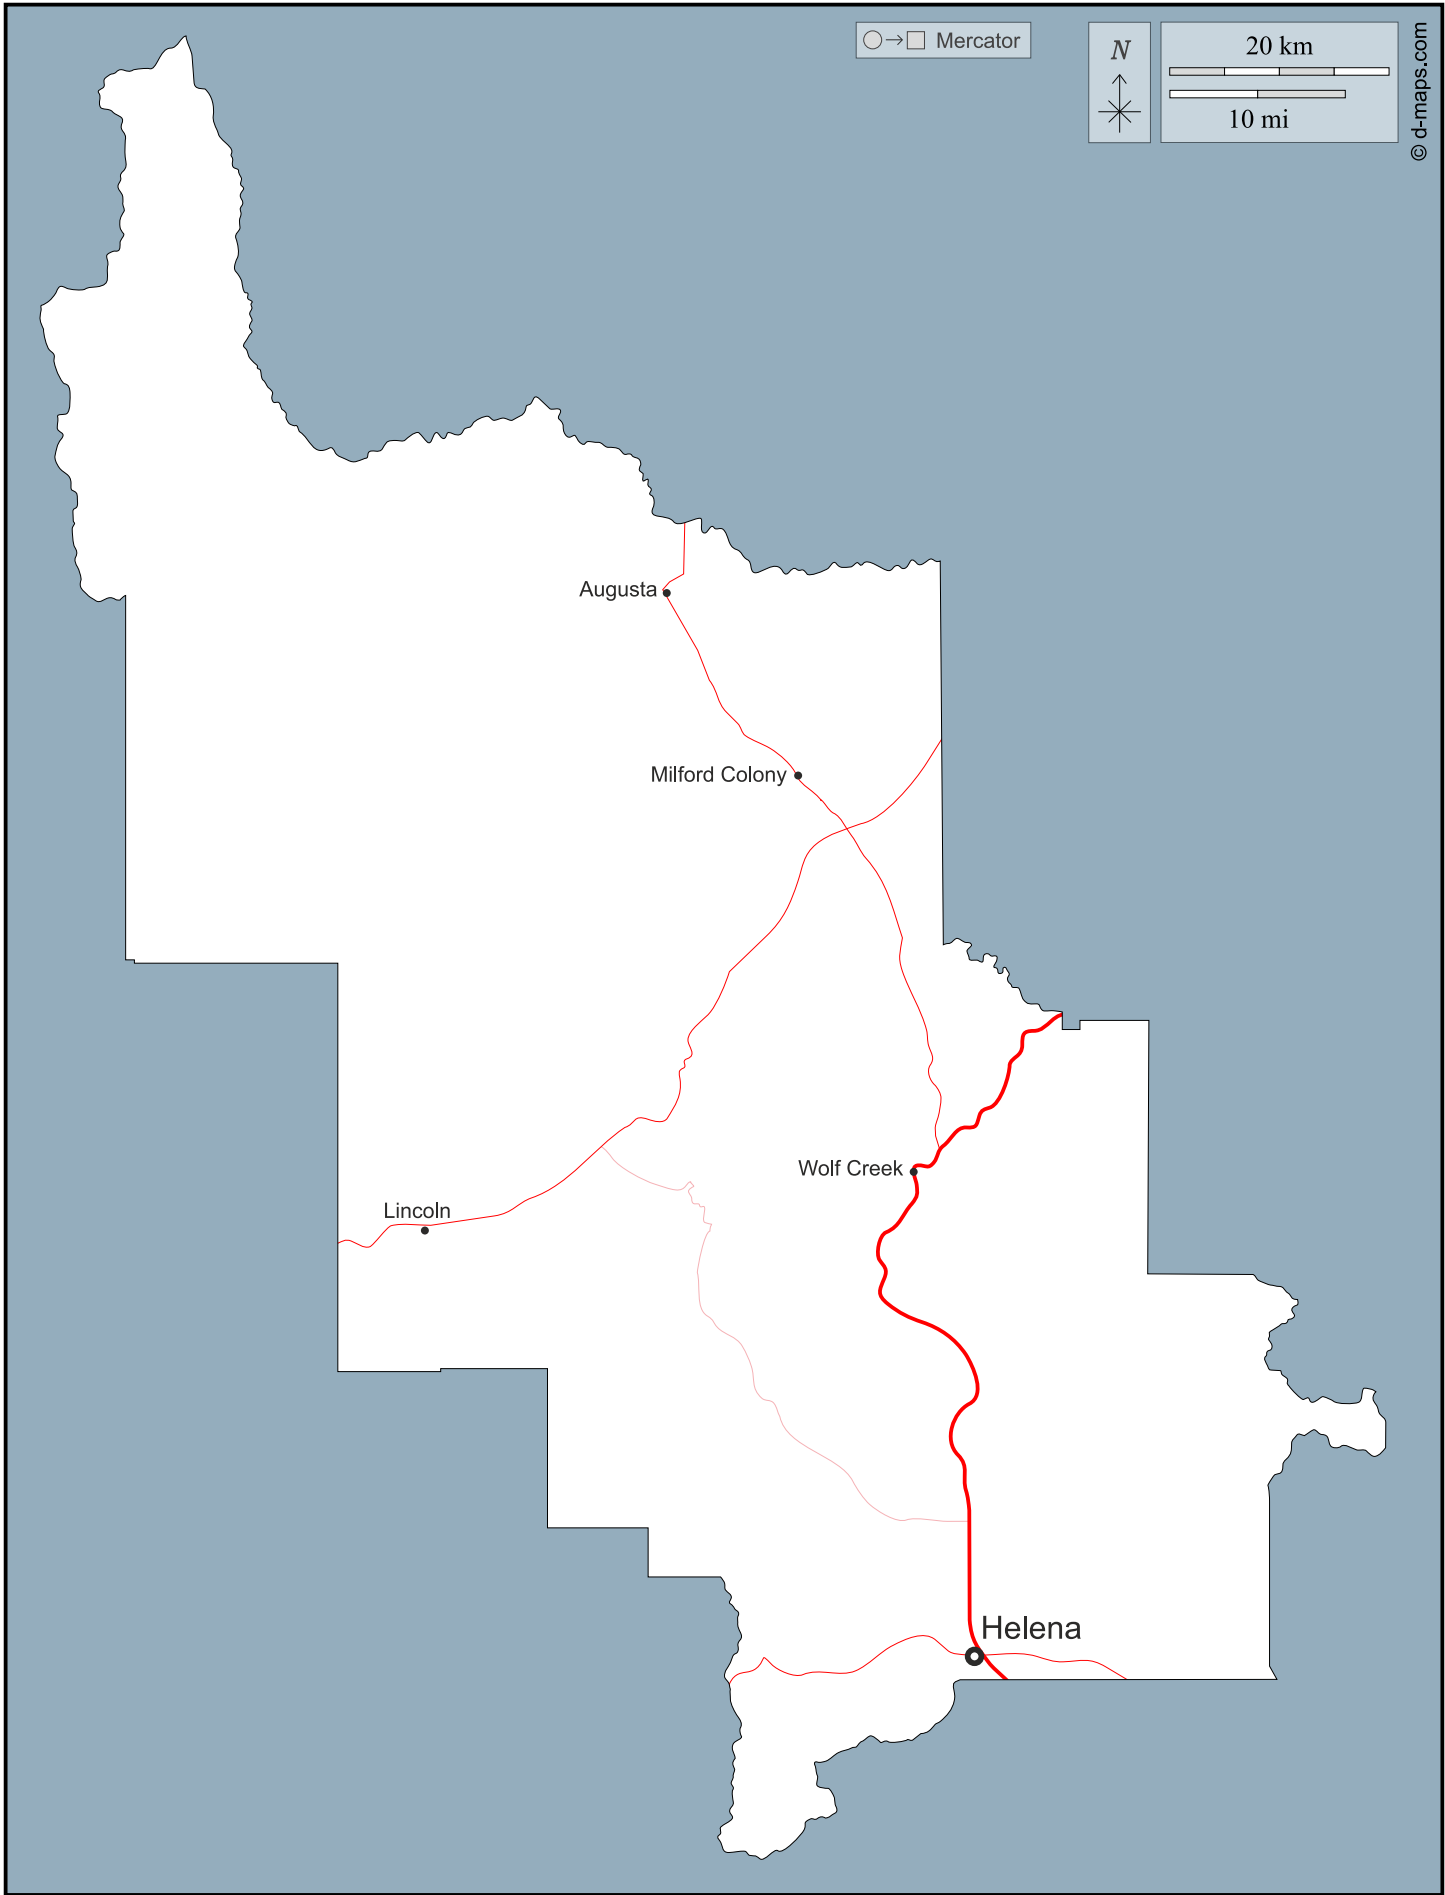 Mercator
N
20 km
10 mi
© d-maps.com
Augusta
Milford Colony
Wolf Creek
Lincoln
Helena